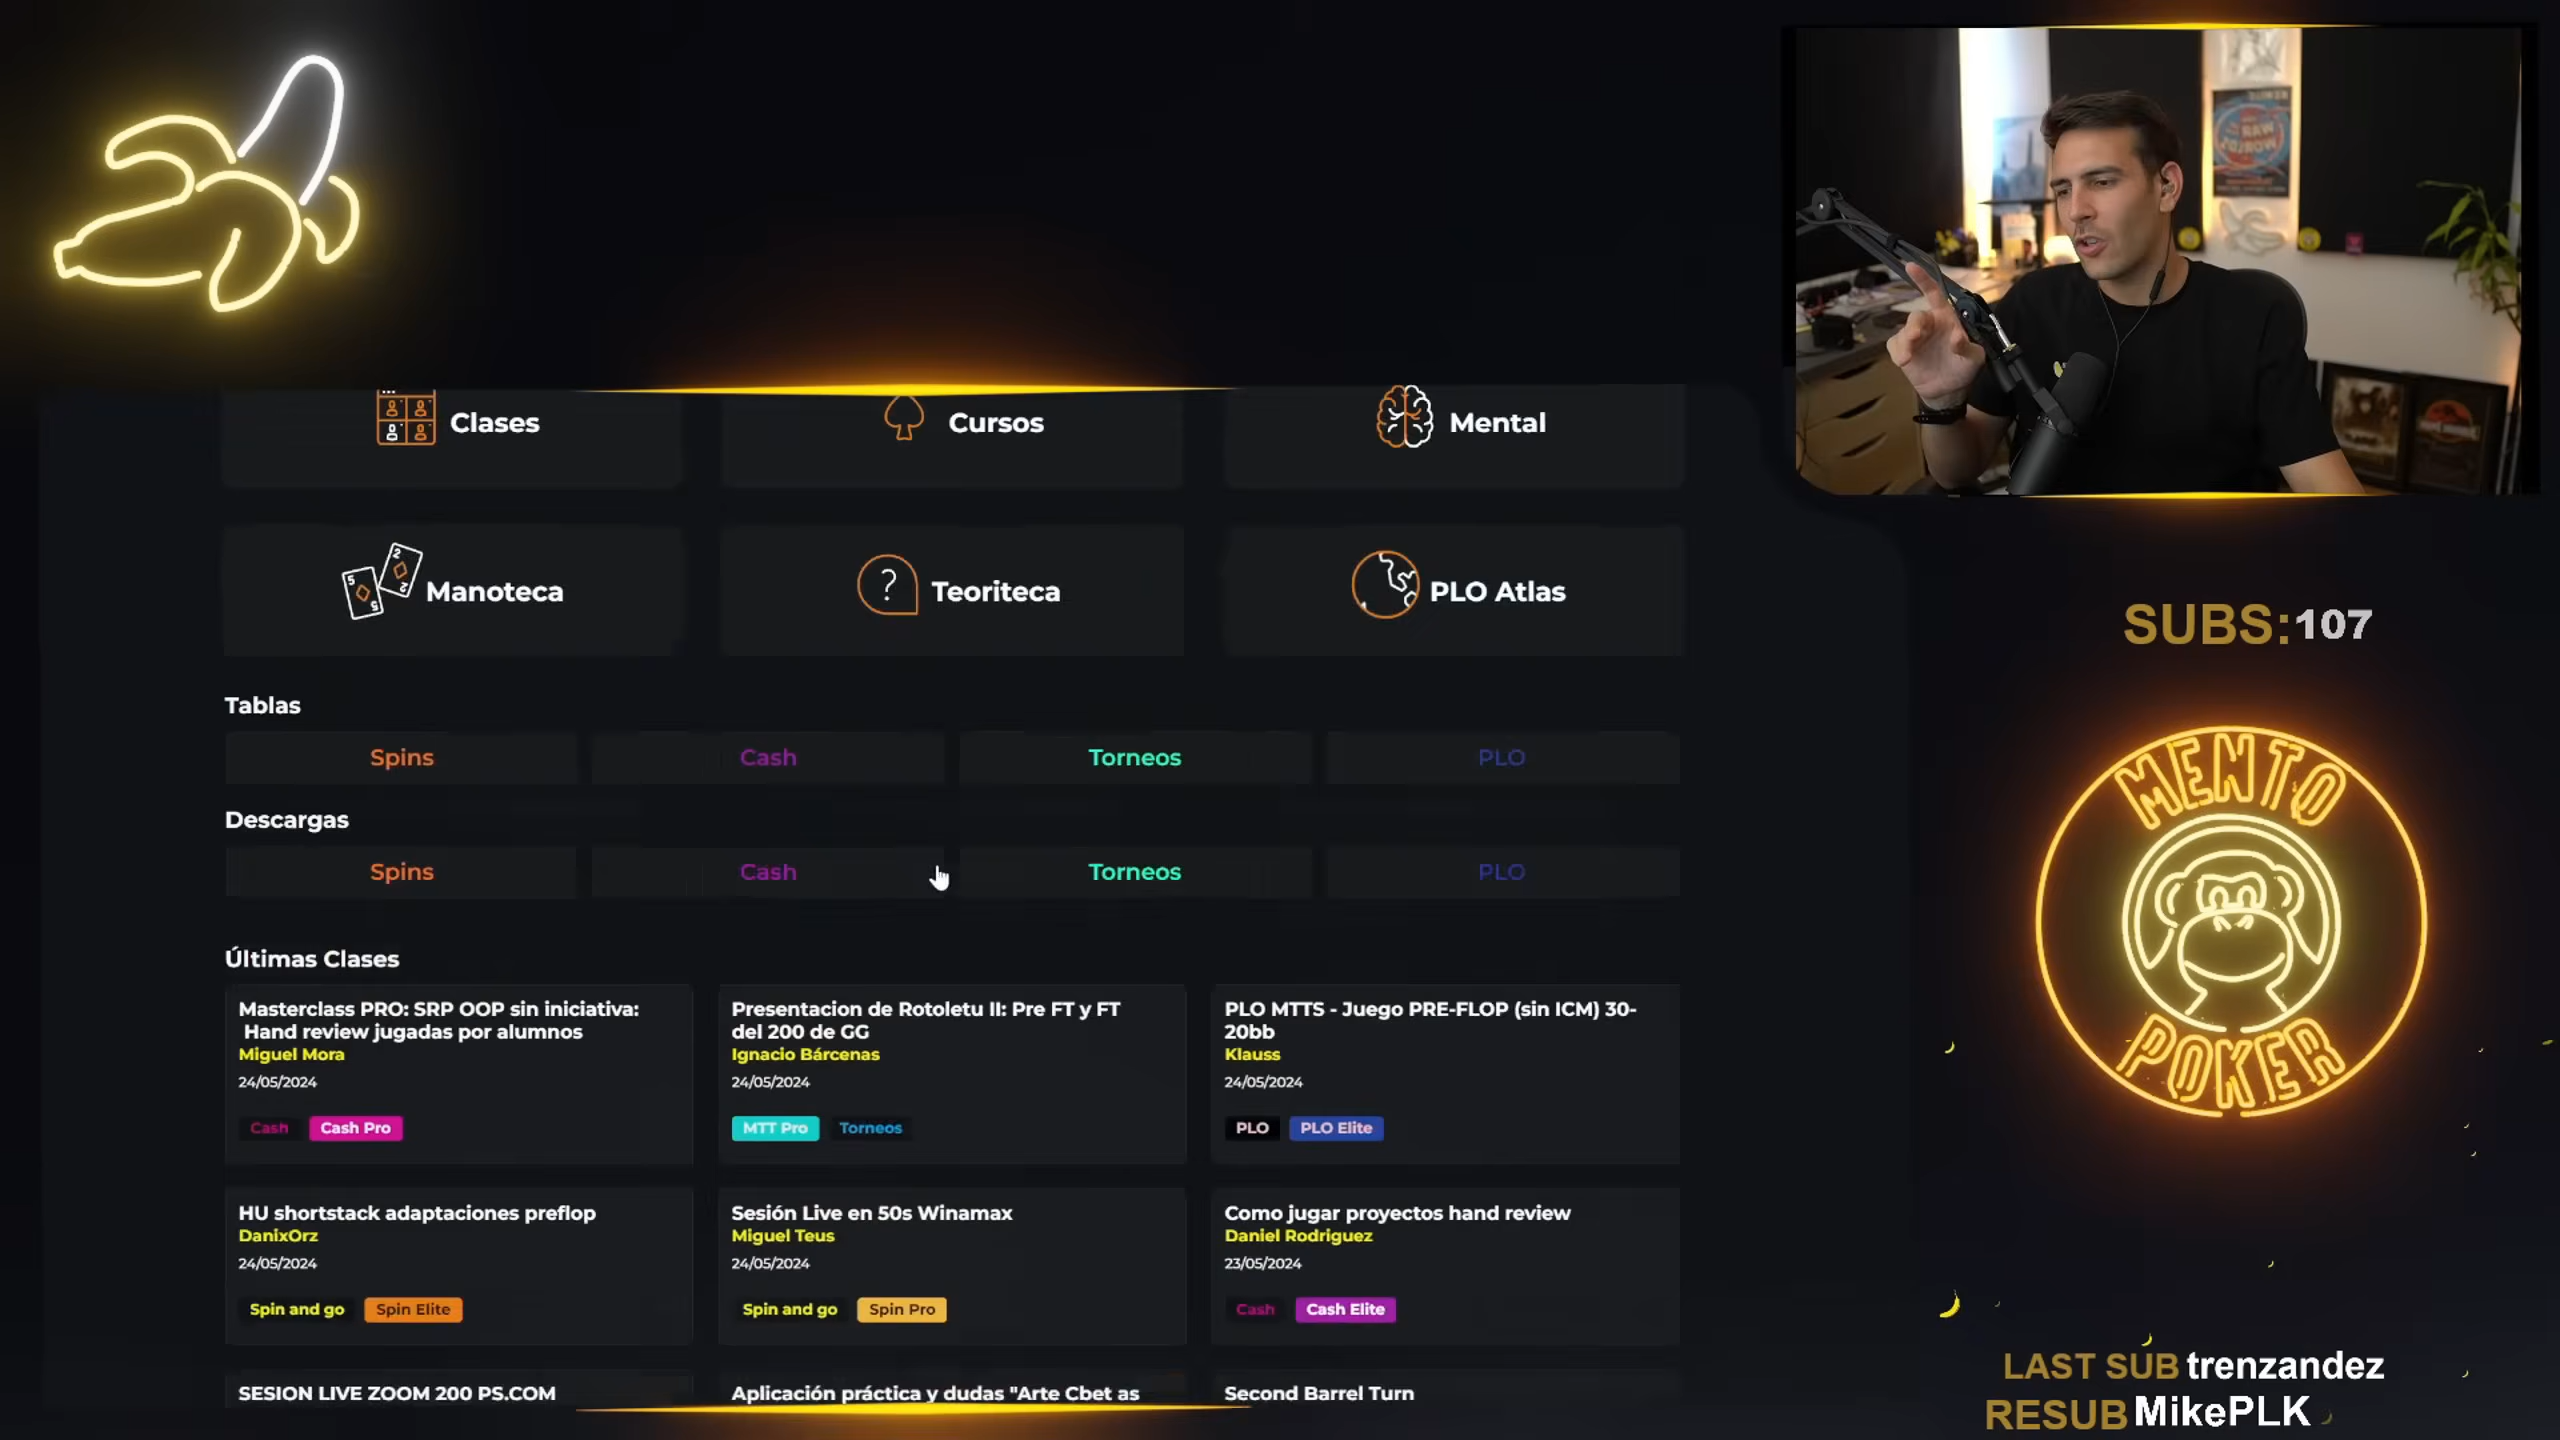 Clases
Cursos
Mental
Manoteca
Teoriteca
PLO Atlas
Tablas
Spins
Cash
Torneos
PLO
Descargas
Spins
Cash
Torneos
PLO
Últimas Clases
Masterclass PRO: SRP OOP sin iniciativa:
Hand review jugadas por alumnos
Miguel Mora
24/05/2024
Cash
Cash Pro
Presentacion de Rotoletu II: Pre FT y FT
del 200 de GG
Ignacio Bárcenas
24/05/2024
MTT Pro
Torneos
PLO MTTS - Juego PRE-FLOP (sin ICM) 30-
20bb
Klauss
24/05/2024
PLO
PLO Elite
HU shortstack adaptaciones preflop
DanixOrz
24/05/2024
Spin and go
Spin Elite
Sesión Live en 50s Winamax
Miguel Teus
24/05/2024
Spin and go
Spin Pro
Como jugar proyectos hand review
Daniel Rodriguez
23/05/2024
Cash
Cash Elite
SESION LIVE ZOOM 200 PS.COM
Aplicación práctica y dudas "Arte Cbet as
Second Barrel Turn
SUBS: 107
MENTO
POKER
LAST SUB trenzandez
RESUB MikePLK